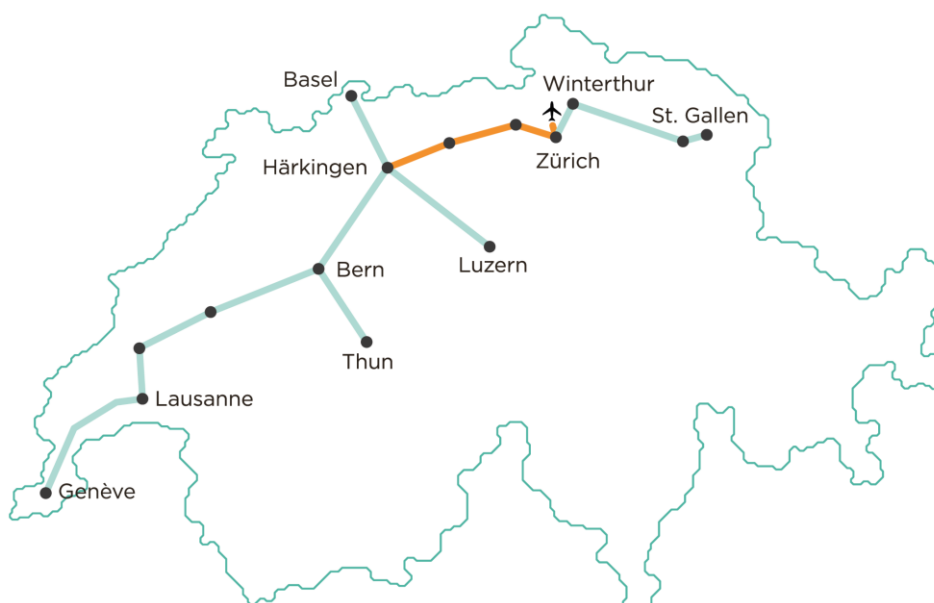 Basel
Winterthur
St. Gallen
Härkingen
Zürich
Bern
Luzern
Thun
Lausanne
Genève